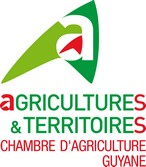 a
aGRICULTURES
& TERRITOIRES
CHAMBRE D'AGRICULTURE
GUYANE